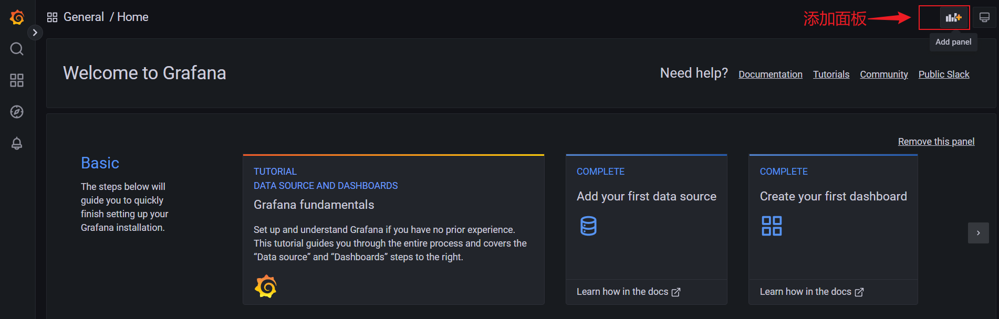 General / Home
添加面板
Add panel
Welcome to Grafana
Need help?
Documentation
Tutorials
Community
Public Slack
Remove this panel
Basic
The steps below will
guide you to quickly
finish setting up your
Grafana installation.
TUTORIAL
DATA SOURCE AND DASHBOARDS
Grafana fundamentals
Set up and understand Grafana if you have no prior experience.
This tutorial guides you through the entire process and covers the
“Data source” and “Dashboards” steps to the right.
COMPLETE
Add your first data source
Learn how in the docs
COMPLETE
Create your first dashboard
Learn how in the docs